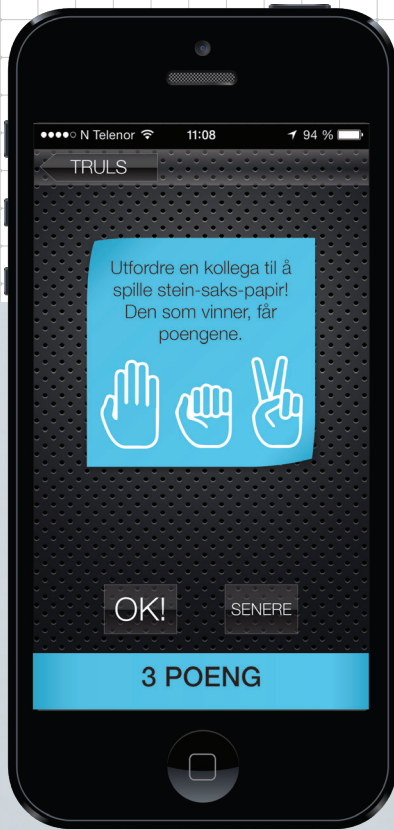 N Telenor 11:08 94 %
TRULS
Utfordre en kollega til å
spille stein-saks-papir!
Den som vinner, får
poengene.
OK! SENERE
3 POENG